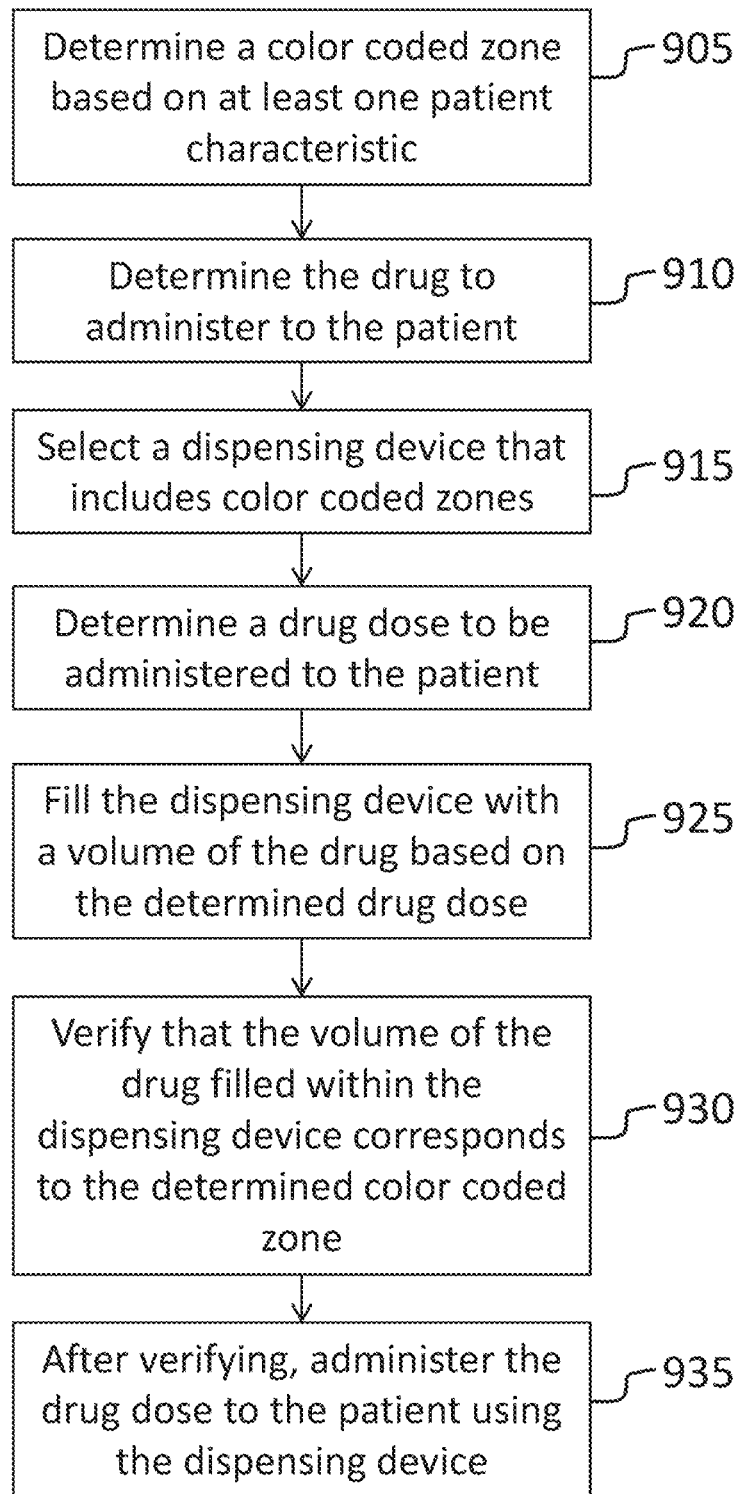 Determine a color coded zone
based on at least one patient
characteristic
905
Determine the drug to
administer to the patient
910
Select a dispensing device that
includes color coded zones
915
Determine a drug dose to be
administered to the patient
920
Fill the dispensing device with
a volume of the drug based on
the determined drug dose
925
Verify that the volume of the
drug filled within the
dispensing device corresponds
to the determined color coded
zone
930
After verifying, administer the
drug dose to the patient using
the dispensing device
935